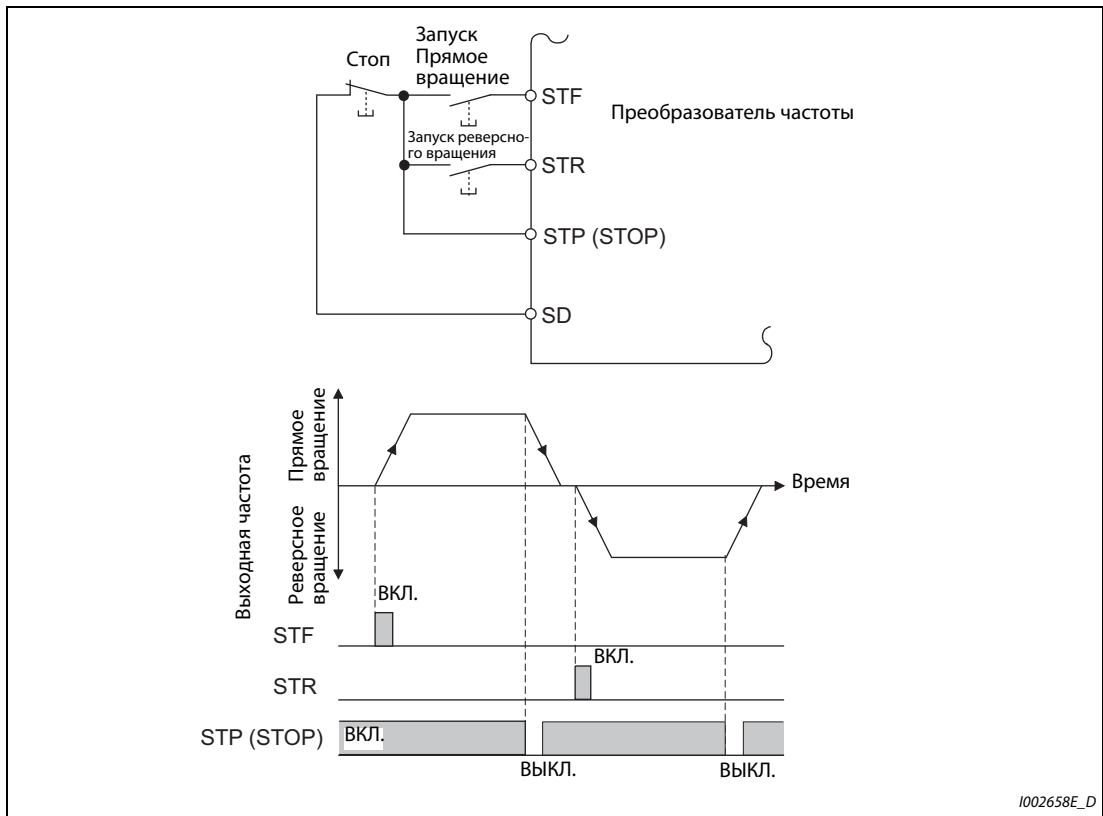 Запуск
Прямое
вращение
Стоп
STF
Преобразователь частоты
Запуск реверсно-
го вращения
STR
STP (STOP)
SD
Выходная частота
Прямое
вращение
Реверсное
вращение
Время
ВКЛ.
STF
ВКЛ.
STR
STP (STOP)
ВКЛ.
ВЫКЛ.
ВЫКЛ.
I002658E_D